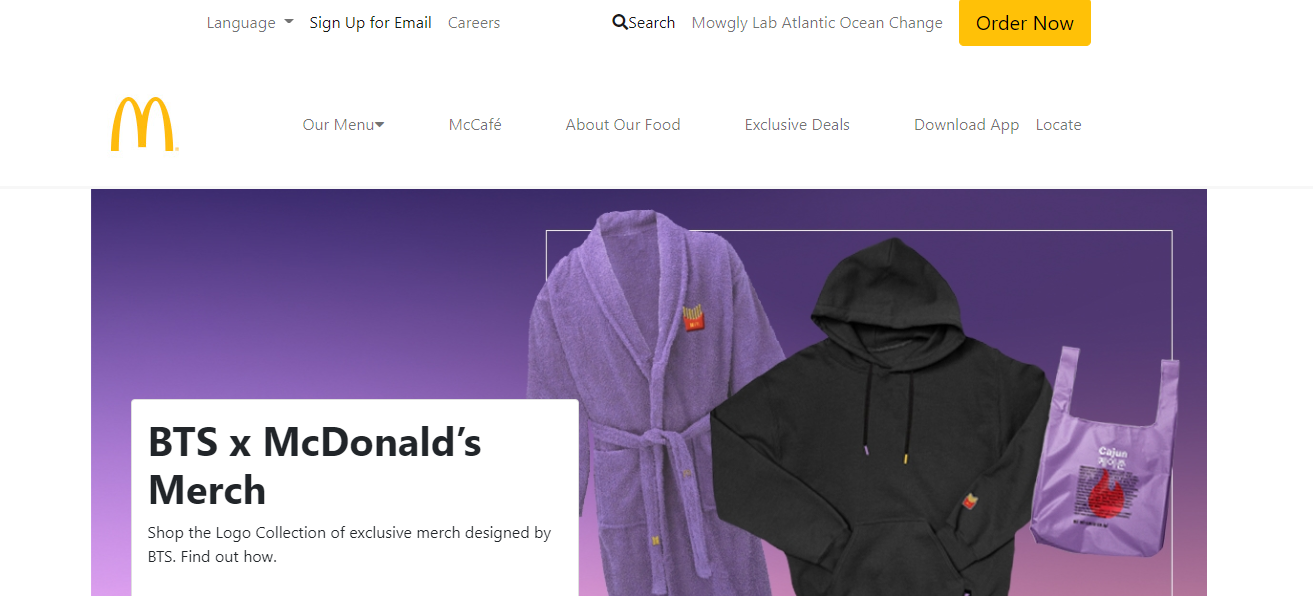 Language Sign Up for Email Careers Search Mowgly Lab Atlantic Ocean Change Order Now
Our Menu McCafé About Our Food Exclusive Deals Download App Locate
BTS x McDonald’s
Merch
Shop the Logo Collection of exclusive merch designed by
BTS. Find out how.
Cajun